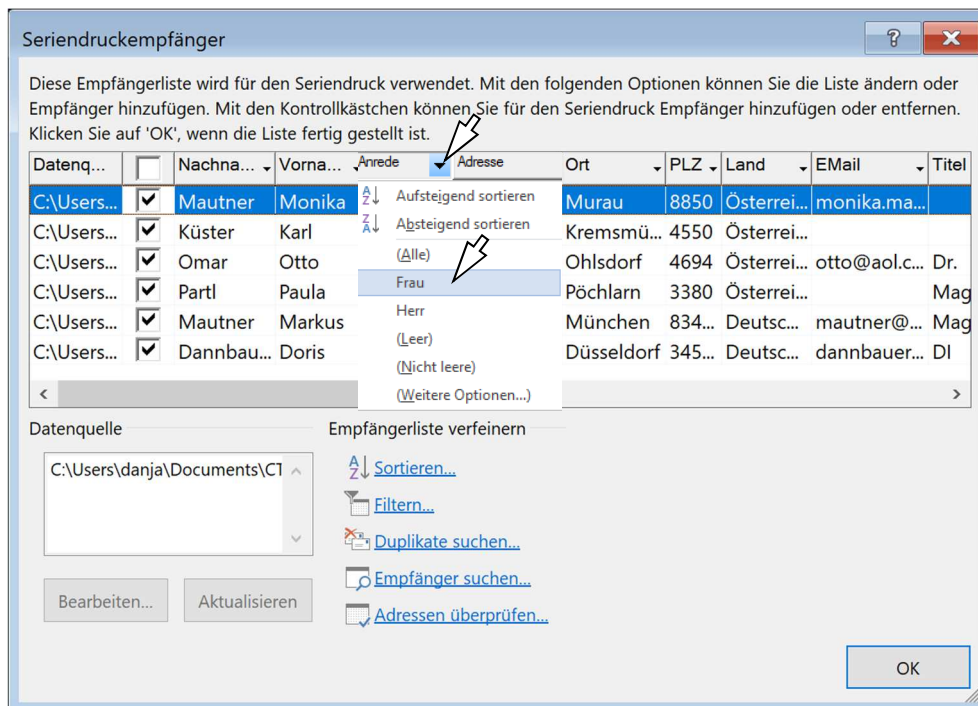 Seriendruckempfänger
Diese Empfängerliste wird für den Seriendruck verwendet. Mit den folgenden Optionen können Sie die Liste ändern oder
Empfänger hinzufügen. Mit den Kontrollkästchen können Sie für den Seriendruck Empfänger hinzufügen oder entfernen.
Klicken Sie auf 'OK', wenn die Liste fertig gestellt ist.
Datenq... Nachna... Vorna... Anrede Adresse Ort PLZ Land EMail Titel
C:\Users... Mautner Monika Aufsteigend sortieren Murau 8850 Österrei... monika.ma...
C:\Users... Küster Karl Absteigend sortieren Kremsmü... 4550 Österrei...
C:\Users... Omar Otto (Alle) Ohlsdorf 4694 Österrei... otto@aol.c... Dr.
C:\Users... Partl Paula Frau Pöchlarn 3380 Österrei... Mag
C:\Users... Mautner Markus Herr München 834... Deutsc... mautner@... Mag
C:\Users... Dannbau... Doris (Leer) Düsseldorf 345... Deutsc... dannbauer... DI
(Nicht leere)
(Weitere Optionen...)
Datenquelle Empfängerliste verfeinern
C:\Users\danja\Documents\CT
Sortieren...
Filtern...
Duplikate suchen...
Empfänger suchen...
Adressen überprüfen...
Bearbeiten... Aktualisieren
OK